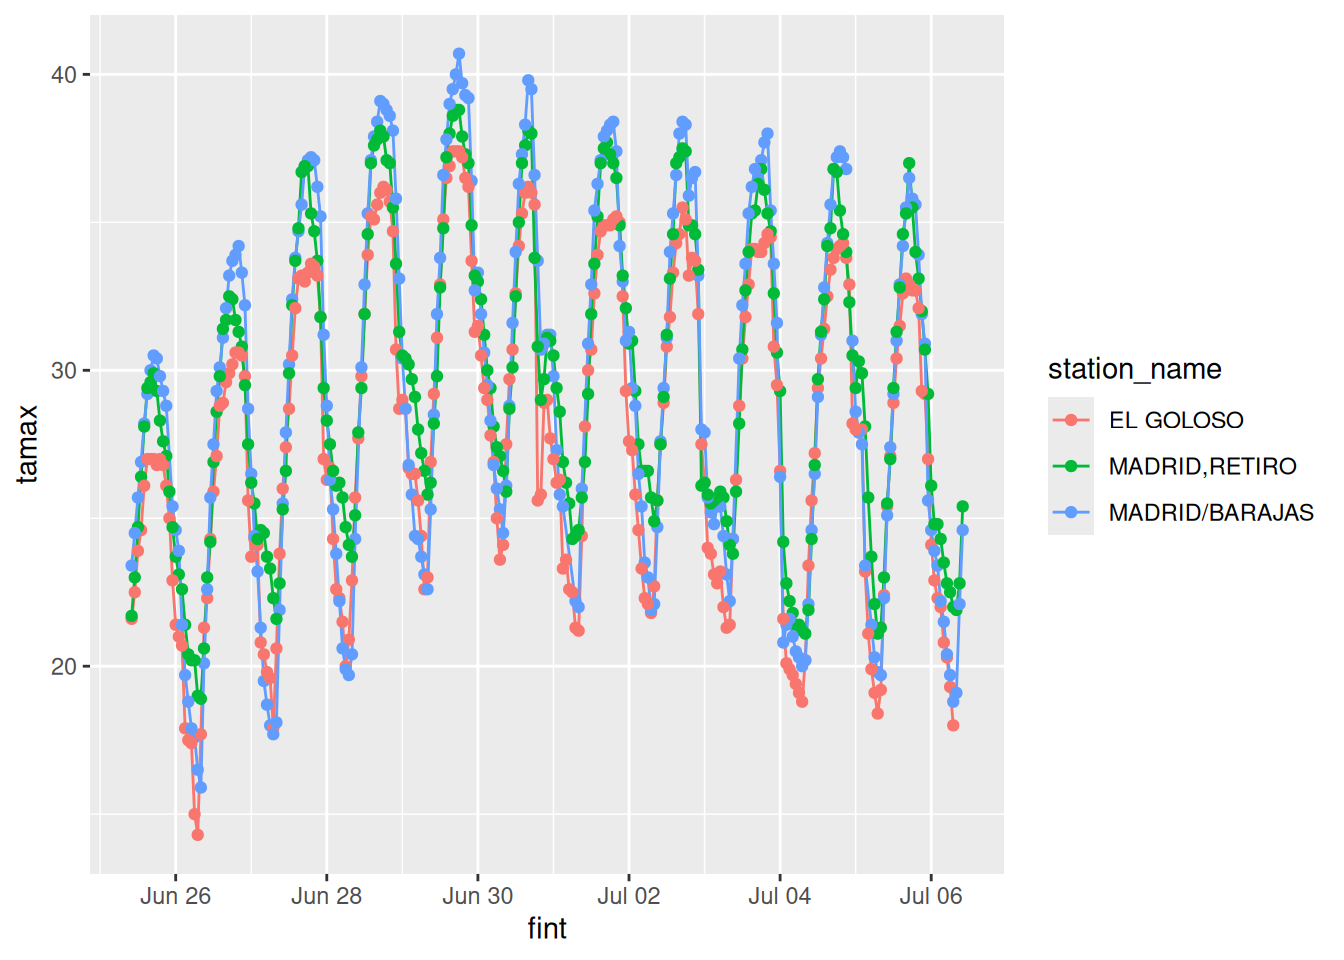 40
30
20
tamax
Jun 26
Jun 28
Jun 30
Jul 02
Jul 04
Jul 06
fint
station_name
EL GOLOSO
MADRID,RETIRO
MADRID/BARAJAS